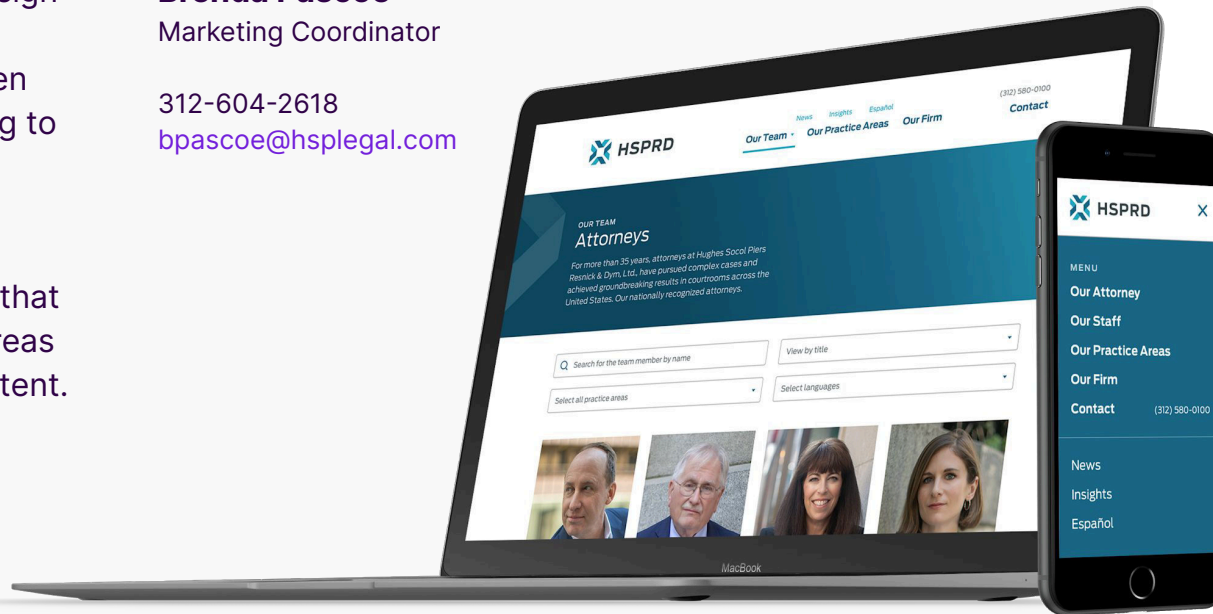 sign
en
g to
that
reas
tent.
Marketing Coordinator
312-604-2618
bpascoe@hsplegal.com
HSPRD
News Insights Español
Our Team Our Practice Areas Our Firm
(312) 580-0100
Contact
OUR TEAM
Attorneys
For more than 35 years, attorneys at Hughes Socol Piers
Resnick & Dym, Ltd., have pursued complex cases and
achieved groundbreaking results in courtrooms across the
United States. Our nationally recognized attorneys.
Search for the team member by name
View by title
Select all practice areas
Select languages
MacBook
HSPRD X
MENU
Our Attorney
Our Staff
Our Practice Areas
Our Firm
Contact (312) 580-0100
News
Insights
Español